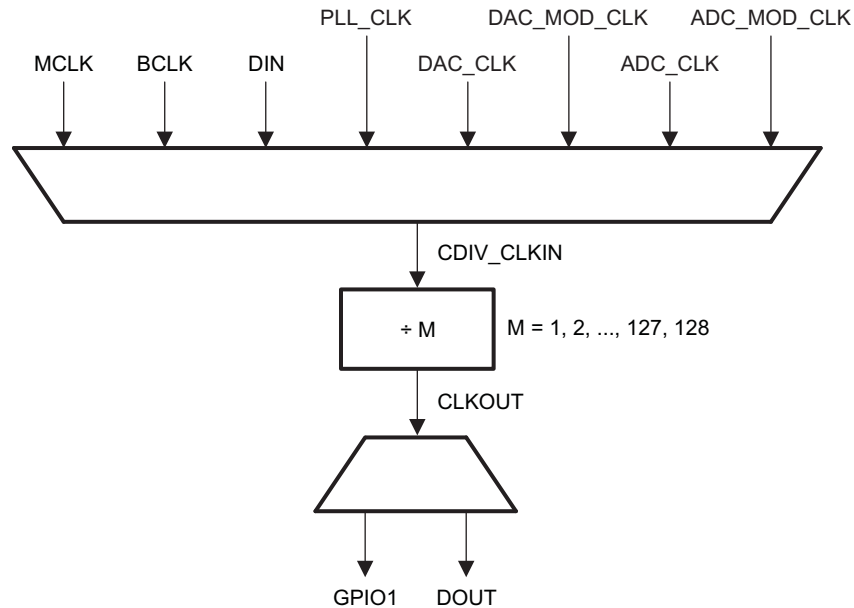 PLL_CLK DAC_MOD_CLK ADC_MOD_CLK
MCLK BCLK DIN DAC_CLK ADC_CLK
CDIV_CLKIN
÷ M M = 1, 2, ..., 127, 128
CLKOUT
GPIO1 DOUT